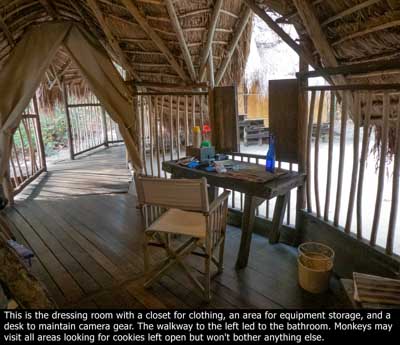 This is the dressing room with a closet for clothing, an area for equipment storage, and a
desk to maintain camera gear. The walkway to the left led to the bathroom. Monkeys may
visit all areas looking for cookies left open but won't bother anything else.